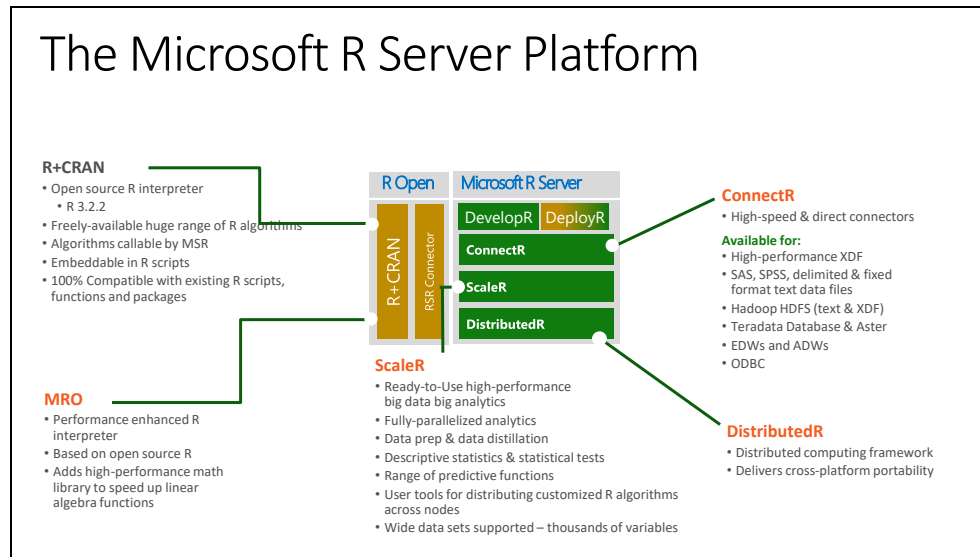 The Microsoft R Server Platform
R+CRAN
• Open source R interpreter
• R 3.2.2
• Freely-available huge range of R algorithms
• Algorithms callable by MSR
• Embeddable in R scripts
• 100% Compatible with existing R scripts,
functions and packages
MRO
• Performance enhanced R
interpreter
• Based on open source R
• Adds high-performance math
library to speed up linear
algebra functions
R Open
Microsoft R Server
R+CRAN
RSR Connector
DevelopR
DeployR
ConnectR
ScaleR
DistributedR
ScaleR
• Ready-to-Use high-performance
big data big analytics
• Fully-parallelized analytics
• Data prep & data distillation
• Descriptive statistics & statistical tests
• Range of predictive functions
• User tools for distributing customized R algorithms
across nodes
• Wide data sets supported – thousands of variables
ConnectR
• High-speed & direct connectors
Available for:
• High-performance XDF
• SAS, SPSS, delimited & fixed
format text data files
• Hadoop HDFS (text & XDF)
• Teradata Database & Aster
• EDWs and ADWs
• ODBC
DistributedR
• Distributed computing framework
• Delivers cross-platform portability